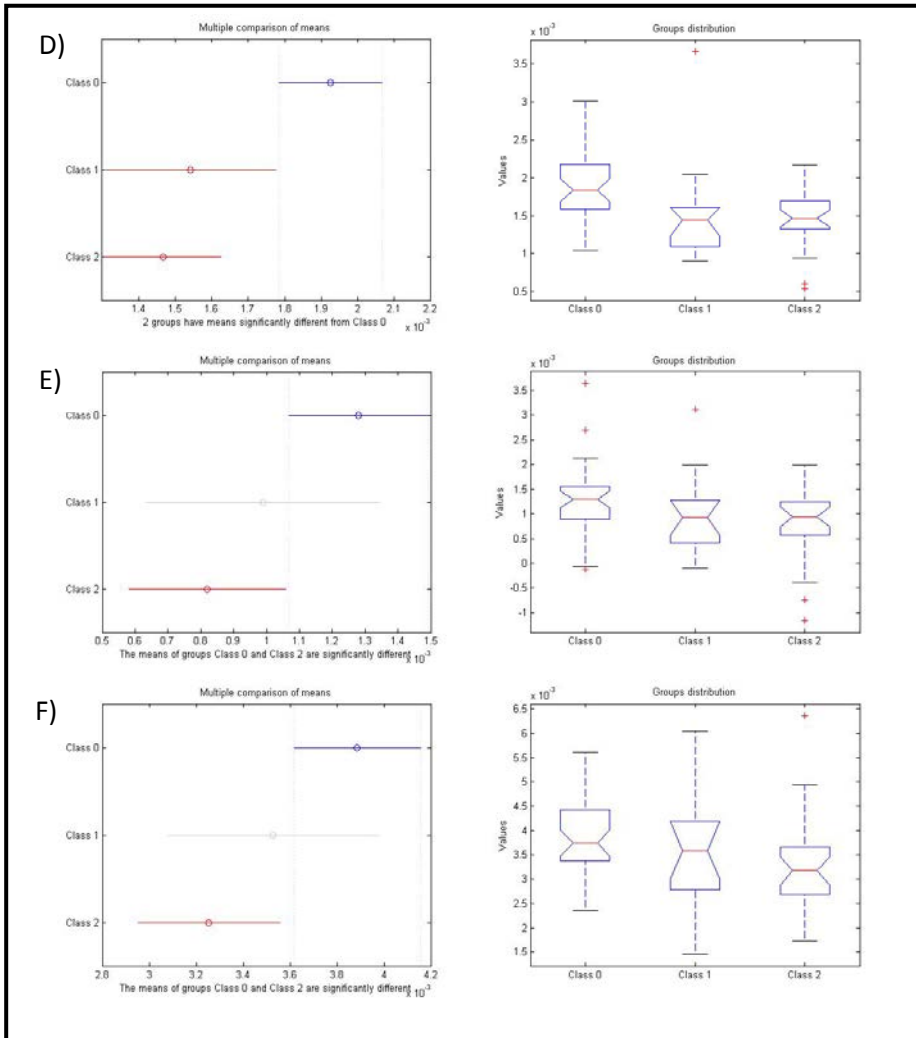 D)
Multiple comparison of means
Class 0
Class 1
Class 2
1.4 1.5 1.6 1.7 1.8 1.9 2 2.1 2.2
x 10⁻³
2 groups have means significantly different from Class 0
Groups distribution
x 10⁻³
Values
3.5
3
2.5
2
1.5
1
0.5
Class 0 Class 1 Class 2
E)
Multiple comparison of means
Class 0
Class 1
Class 2
0.5 0.6 0.7 0.8 0.9 1 1.1 1.2 1.3 1.4 1.5
x 10⁻³
The means of groups Class 0 and Class 2 are significantly different
Groups distribution
x 10⁻³
Values
3.5
3
2.5
2
1.5
1
0.5
0
-0.5
-1
Class 0 Class 1 Class 2
F)
Multiple comparison of means
Class 0
Class 1
Class 2
2.8 3 3.2 3.4 3.6 3.8 4 4.2
x 10⁻³
The means of groups Class 0 and Class 2 are significantly different
Groups distribution
x 10⁻³
Values
6.5
6
5.5
5
4.5
4
3.5
3
2.5
2
1.5
Class 0 Class 1 Class 2